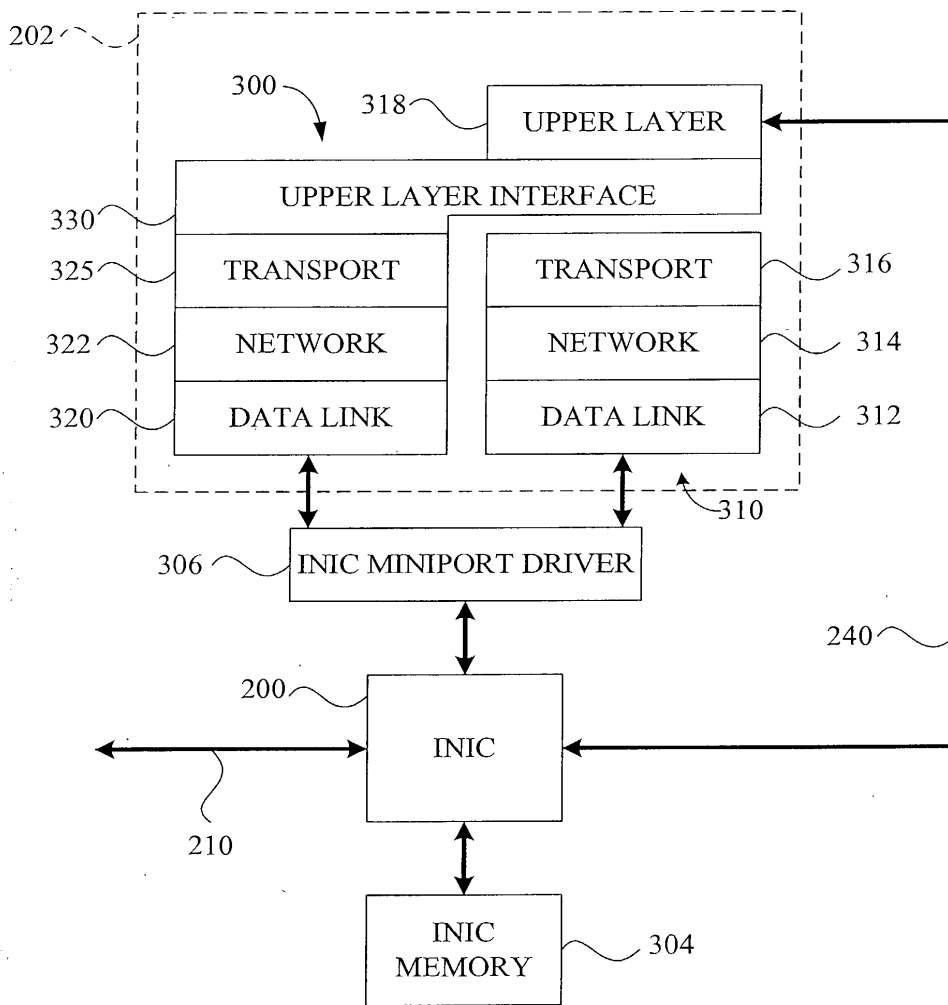 202
300
318
UPPER LAYER
UPPER LAYER INTERFACE
330
325
TRANSPORT
TRANSPORT
316
322
NETWORK
NETWORK
314
320
DATA LINK
DATA LINK
312
310
306
INIC MINIPORT DRIVER
240
200
INIC
210
INIC
MEMORY
304